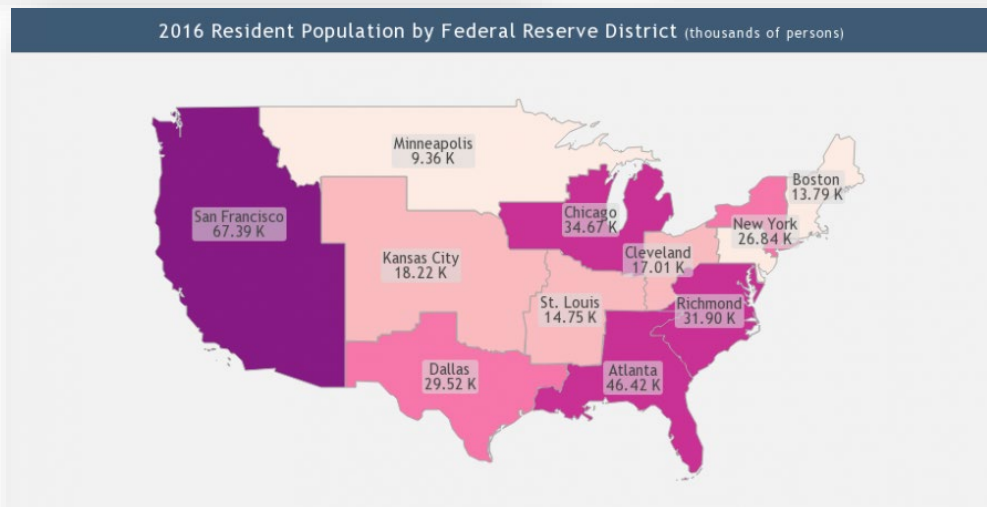 2016 Resident Population by Federal Reserve District (thousands of persons)
Minneapolis
9.36 K
Boston
13.79 K
San Francisco
67.39 K
Chicago
34.67 K
New York
26.84 K
Kansas City
18.22 K
Cleveland
17.01 K
St. Louis
14.75 K
Richmond
31.90 K
Dallas
29.52 K
Atlanta
46.42 K